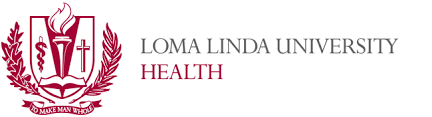 LOMA LINDA UNIVERSITY
HEALTH
TO MAKE MAN WHOLE